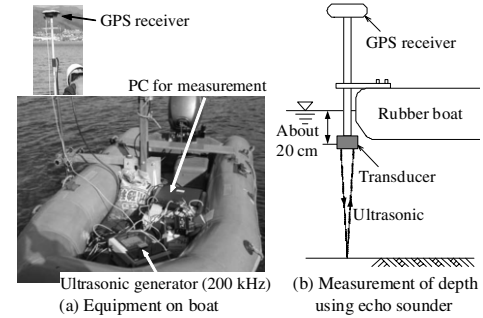 GPS receiver
PC for measurement
Ultrasonic generator (200 kHz)
(a) Equipment on boat
GPS receiver
Rubber boat
About
20 cm
Transducer
Ultrasonic
(b) Measurement of depth
using echo sounder